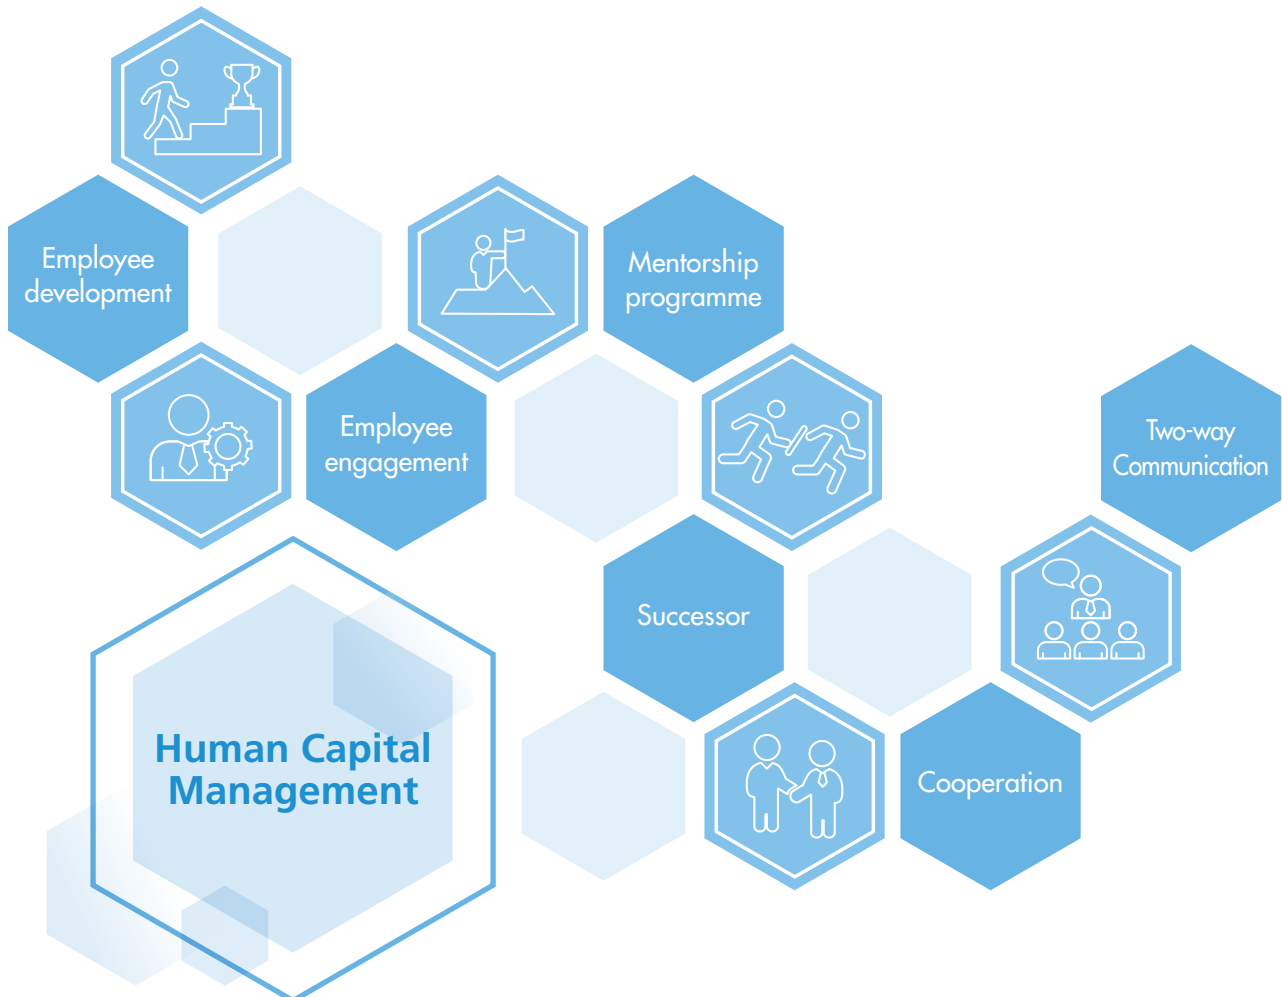 Employee
development
Mentorship
programme
Employee
engagement
Two-way
Communication
Successor
Human Capital
Management
Cooperation